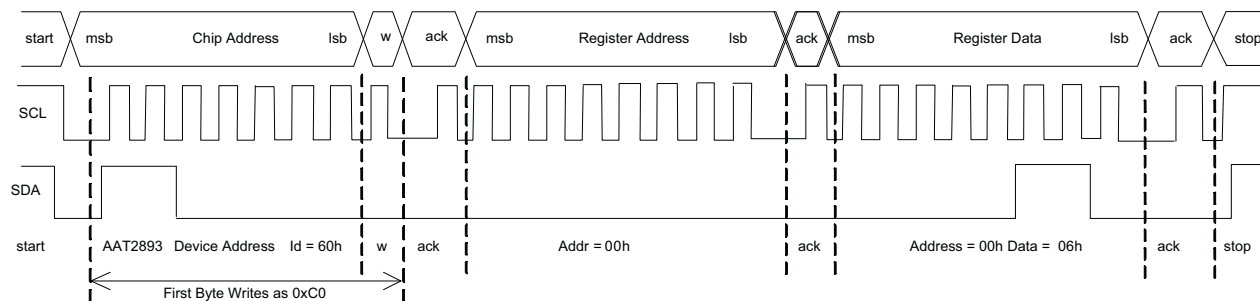 start msb Chip Address lsb w ack msb Register Address lsb ack msb Register Data lsb ack stop
SCL
SDA
start AAT2893 Device Address Id = 60h w ack Addr = 00h ack Address = 00h Data = 06h ack stop
First Byte Writes as 0xC0